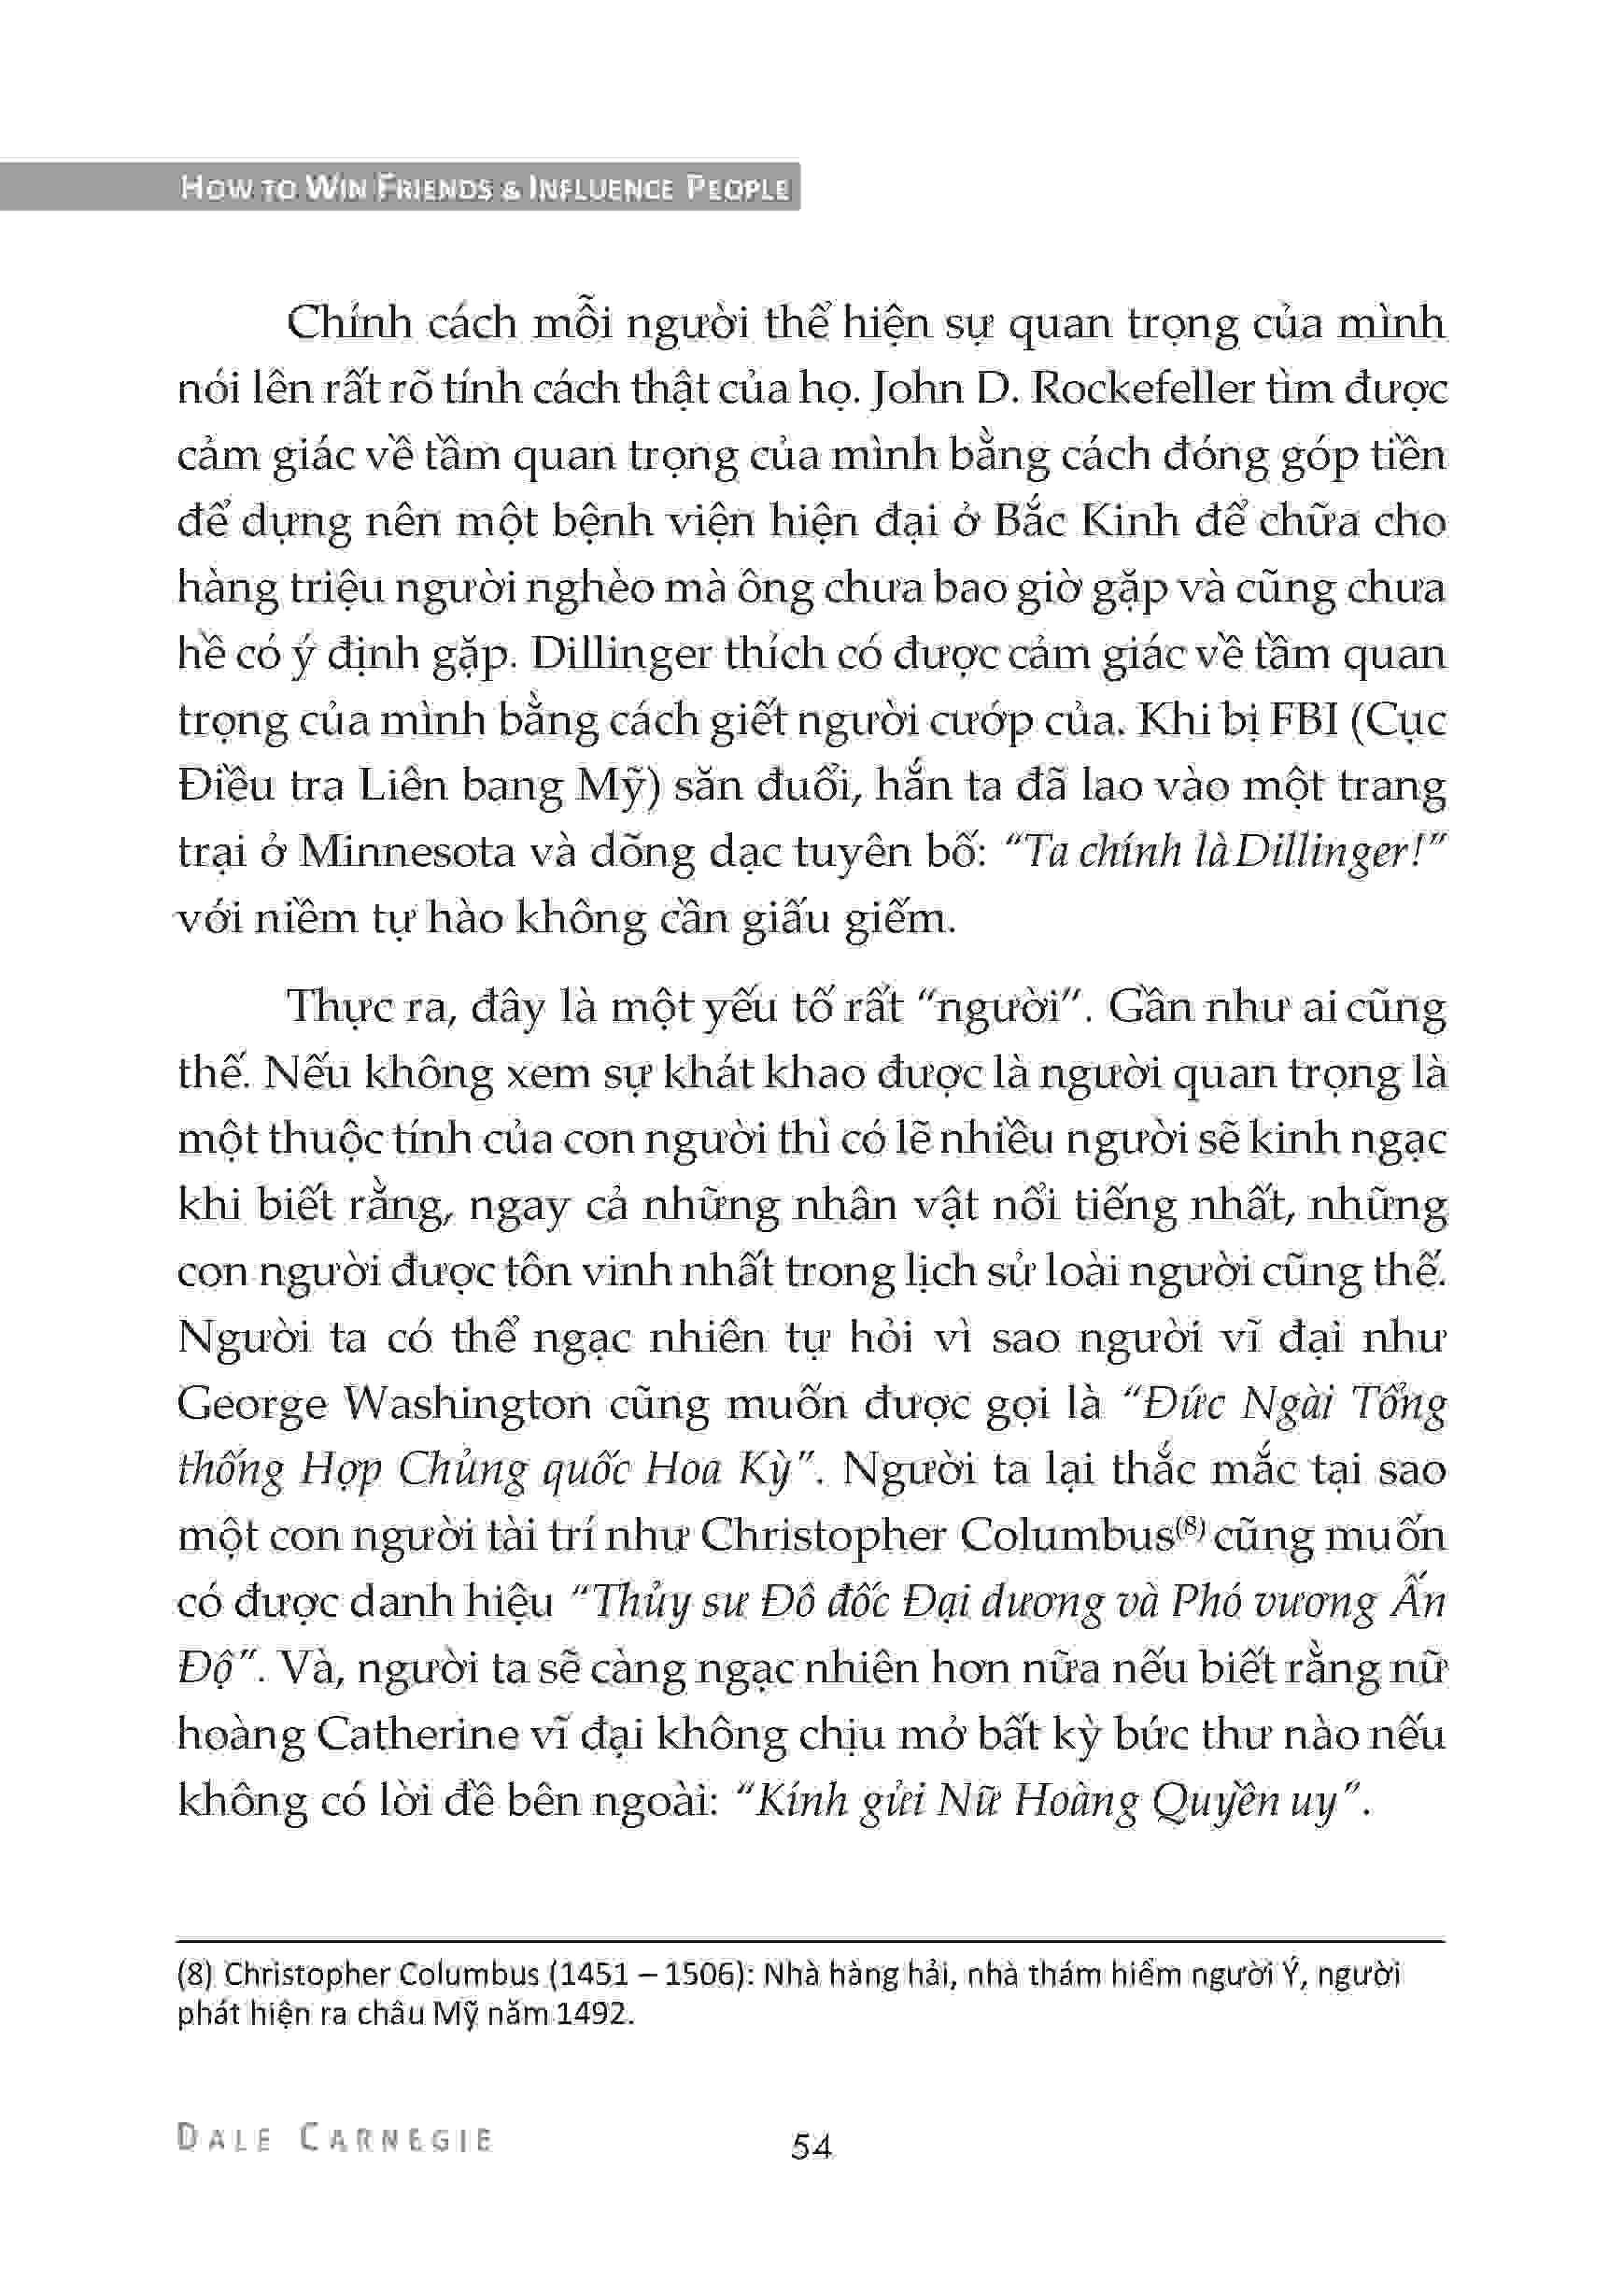 HOW TO WIN FRIENDS & INFLUENCE PEOPLE
Chính cách mỗi người thể hiện sự quan trọng của mình
nói lên rất rõ tính cách thật của họ. John D. Rockefeller tìm được
cảm giác về tầm quan trọng của mình bằng cách đóng góp tiền
để dựng nên một bệnh viện hiện đại ở Bắc Kinh để chữa cho
hàng triệu người nghèo mà ông chưa bao giờ gặp và cũng chưa
hề có ý định gặp. Dillinger thích có được cảm giác về tầm quan
trọng của mình bằng cách giết người cướp của. Khi bị FBI (Cục
Điều tra Liên bang Mỹ) săn đuổi, hắn ta đã lao vào một trang
trại ở Minnesota và dõng dạc tuyên bố: “Ta chính là Dillinger!”
với niềm tự hào không cần giấu giếm.
Thực ra, đây là một yếu tố rất “người”. Gần như ai cũng
thế. Nếu không xem sự khát khao được là người quan trọng là
một thuộc tính của con người thì có lẽ nhiều người sẽ kinh ngạc
khi biết rằng, ngay cả những nhân vật nổi tiếng nhất, những
con người được tôn vinh nhất trong lịch sử loài người cũng thế.
Người ta có thể ngạc nhiên tự hỏi vì sao người vĩ đại như
George Washington cũng muốn được gọi là “Đức Ngài Tổng
thống Hợp Chủng quốc Hoa Kỳ”. Người ta lại thắc mắc tại sao
một con người tài trí như Christopher Columbus(8) cũng muốn
có được danh hiệu “Thủy sư Đô đốc Đại dương và Phó vương Ấn
Độ”. Và, người ta sẽ càng ngạc nhiên hơn nữa nếu biết rằng nữ
hoàng Catherine vĩ đại không chịu mở bất kỳ bức thư nào nếu
không có lời đề bên ngoài: “Kính gửi Nữ Hoàng Quyền uy”.
(8) Christopher Columbus (1451 – 1506): Nhà hàng hải, nhà thám hiểm người Ý, người
phát hiện ra châu Mỹ năm 1492.
DALE CARNEGIE
54